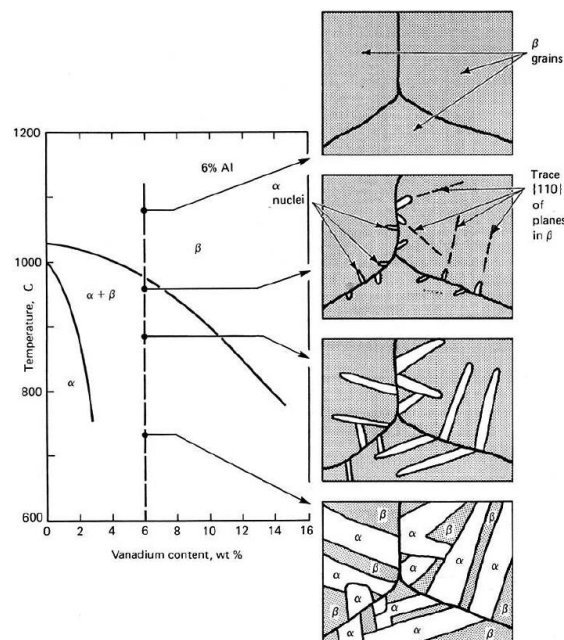 β
grains
1200
6% Al
α
nuclei
Trace
{110}
of
planes
in β
β
1000
α + β
Temperature, C
800
α
600
0 2 4 6 8 10 12 14 16
Vanadium content, wt %
β
α
β
β
α
α
β
α
α
α
β
α
β
α
α
α
β